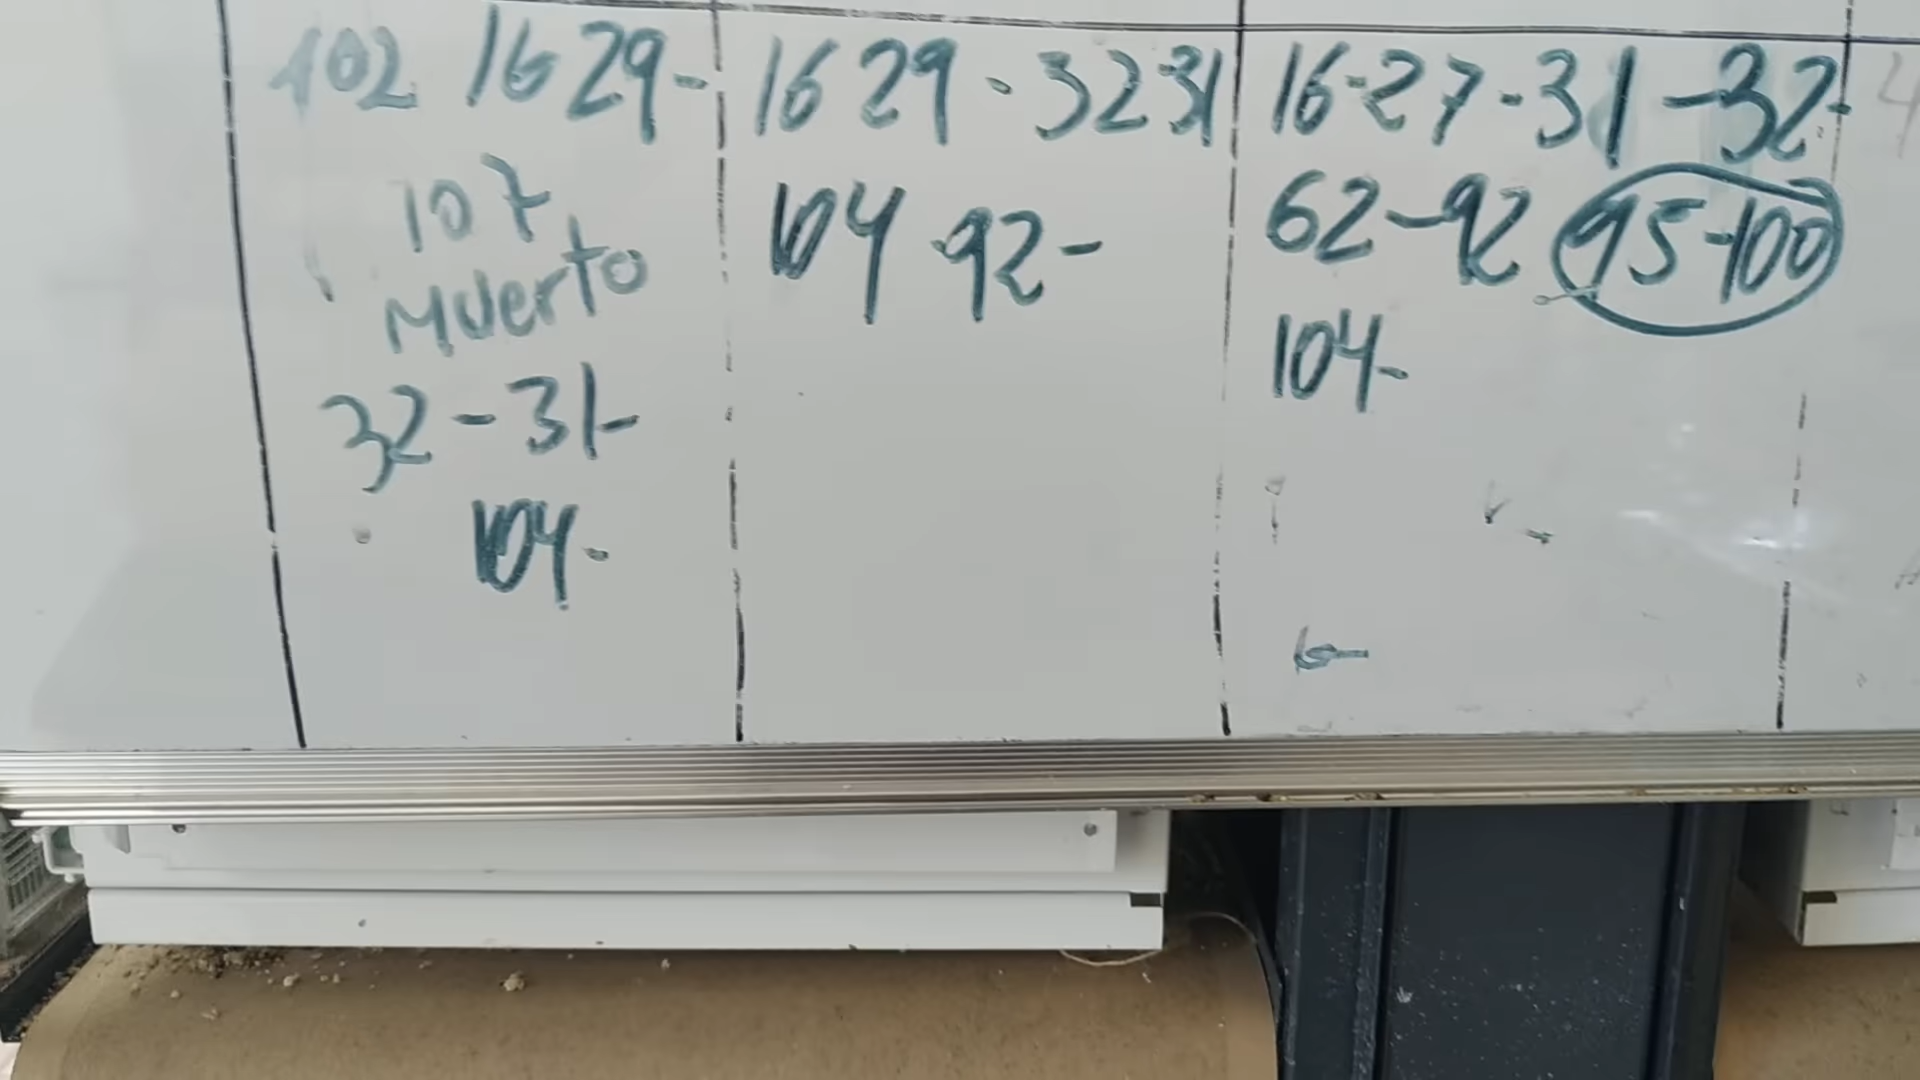 102 16 29-
107
Muerto
32-31-
104-
16 29 - 32 31
104 92-
16-27-31-32-
62-92 95-100
104-